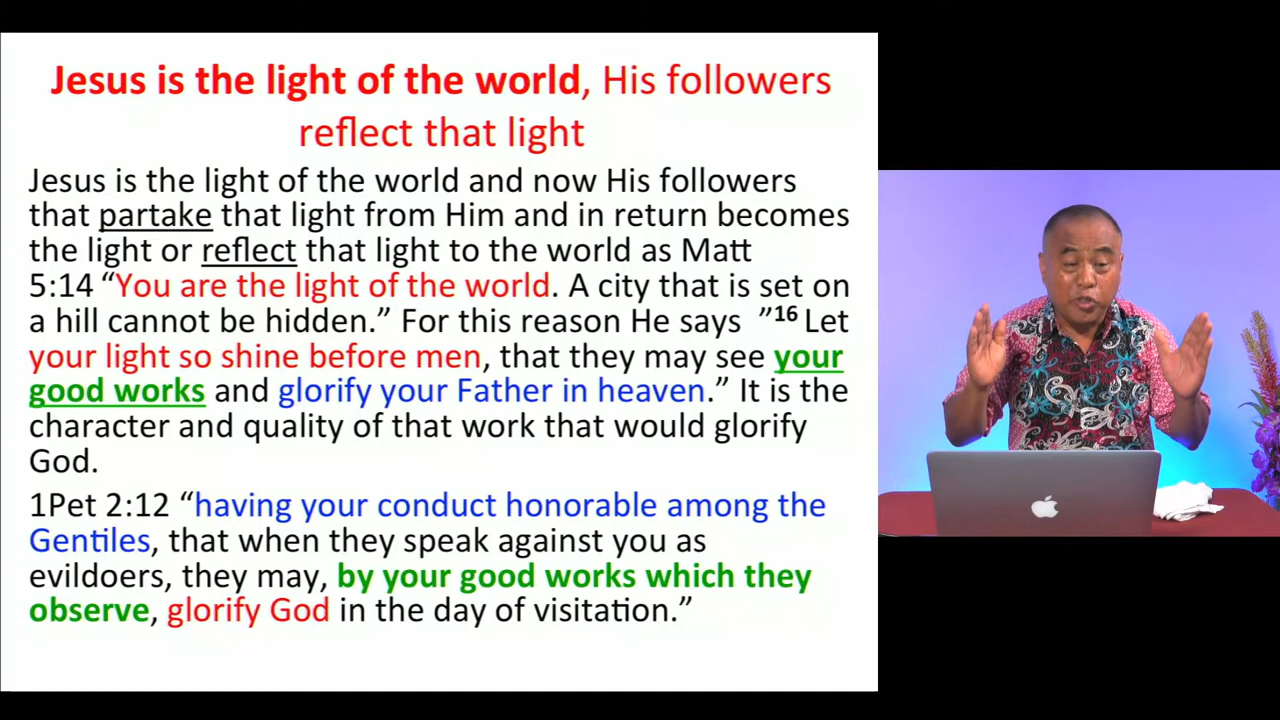 Jesus is the light of the world, His followers
reflect that light
Jesus is the light of the world and now His followers
that partake that light from Him and in return becomes
the light or reflect that light to the world as Matt
5:14 “You are the light of the world. A city that is set on
a hill cannot be hidden.” For this reason He says ”16 Let
your light so shine before men, that they may see your
good works and glorify your Father in heaven.” It is the
character and quality of that work that would glorify
God.
1Pet 2:12 “having your conduct honorable among the
Gentiles, that when they speak against you as
evildoers, they may, by your good works which they
observe, glorify God in the day of visitation.”